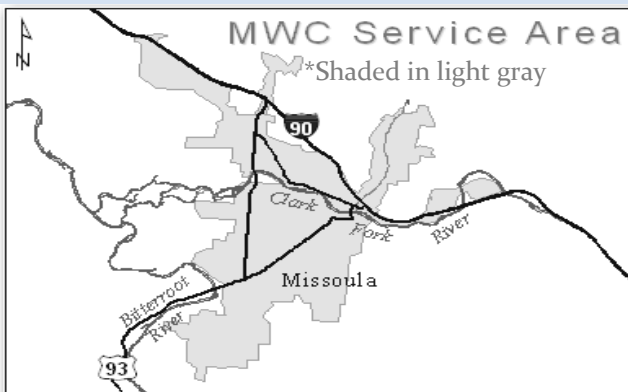 N
MWC Service Area
*Shaded in light gray
90
Clark
Fork
River
Missoula
Bitterroot
River
93